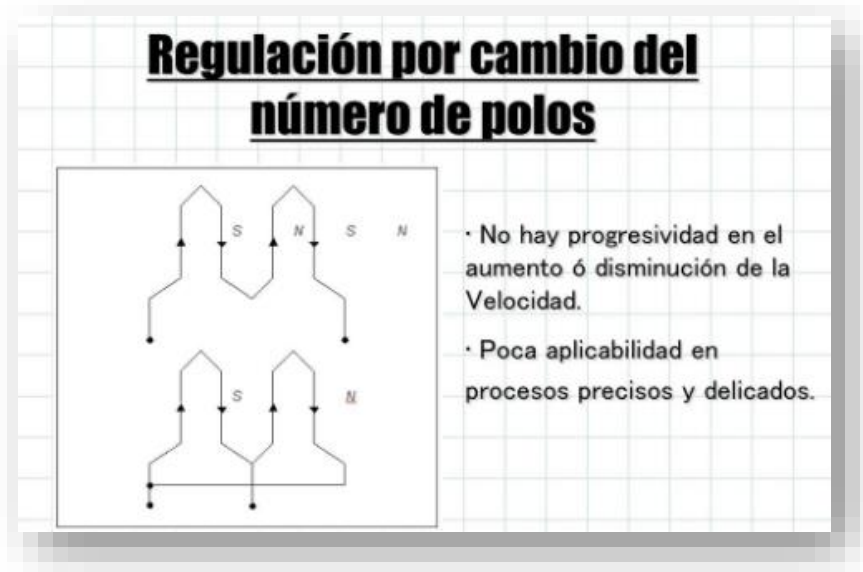 Regulación por cambio del
número de polos
S N S N
S N
· No hay progresividad en el
aumento ó disminución de la
Velocidad.
· Poca aplicabilidad en
procesos precisos y delicados.